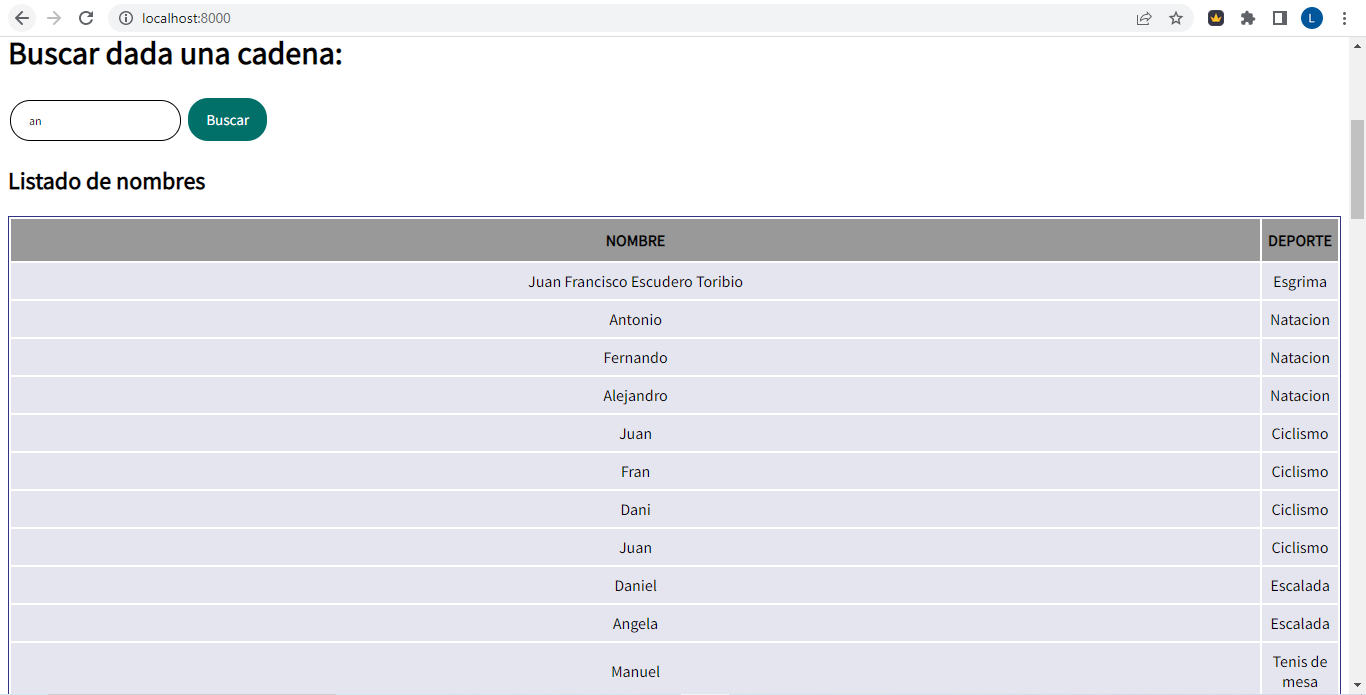 localhost:8000
L
Buscar dada una cadena:
an
Buscar
Listado de nombres
NOMBRE DEPORTE
Juan Francisco Escudero Toribio Esgrima
Antonio Natacion
Fernando Natacion
Alejandro Natacion
Juan Ciclismo
Fran Ciclismo
Dani Ciclismo
Juan Ciclismo
Daniel Escalada
Angela Escalada
Manuel Tenis de
mesa